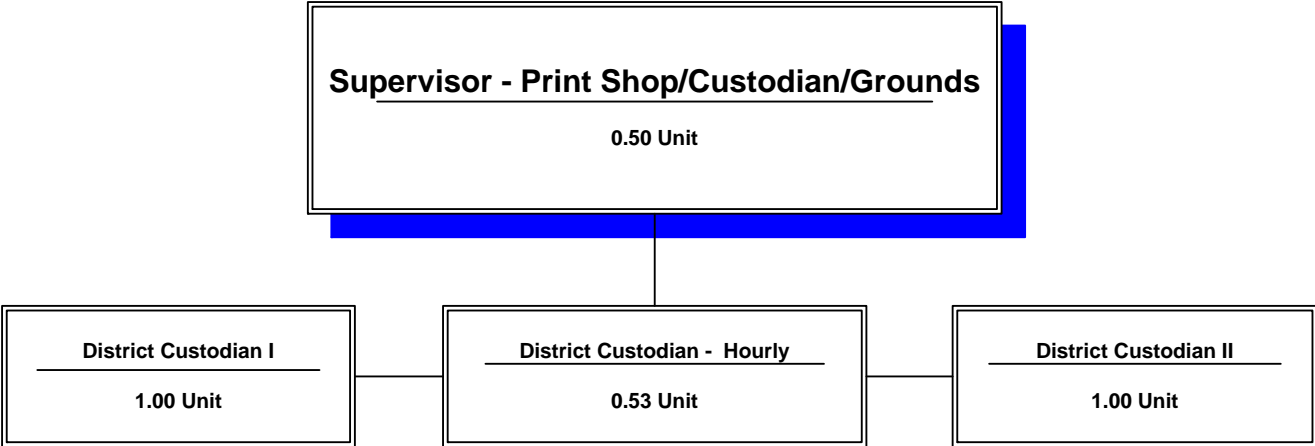 Supervisor - Print Shop/Custodian/Grounds
0.50 Unit
District Custodian I
1.00 Unit
District Custodian - Hourly
0.53 Unit
District Custodian II
1.00 Unit